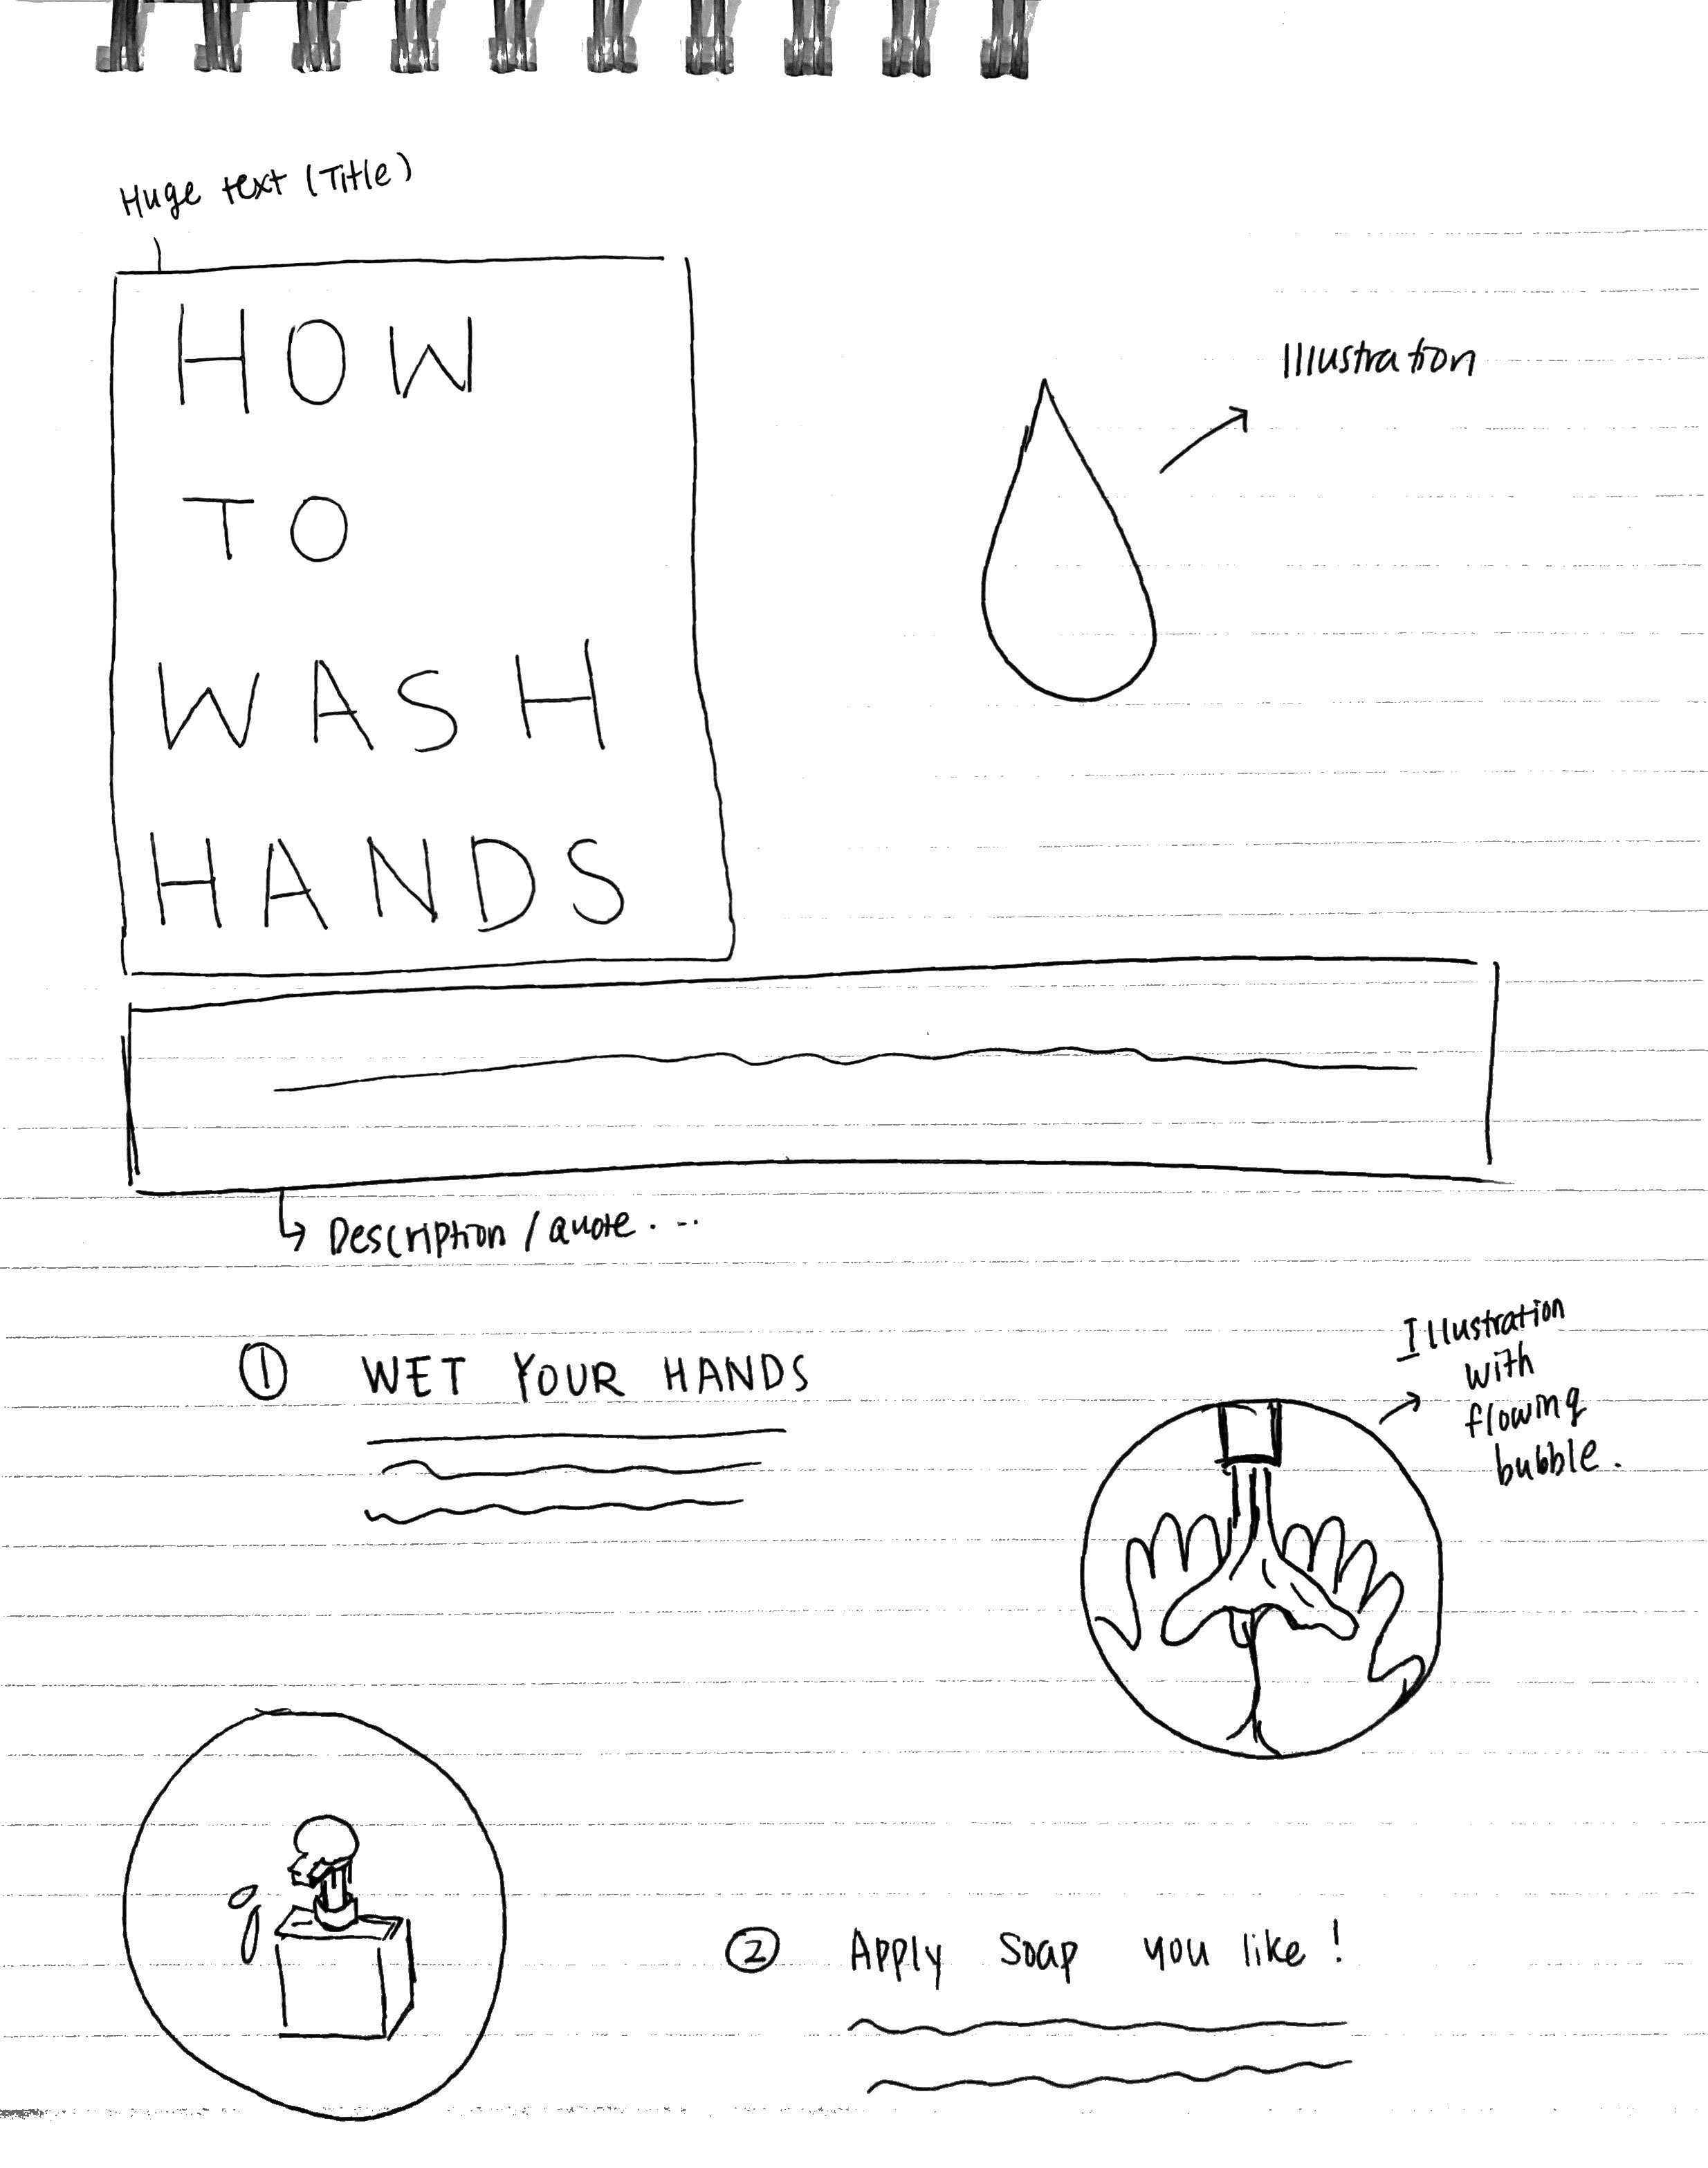 Huge text (Title)
HOW
TO
WASH
HANDS
Illustration
Description / quote. ...
① WET YOUR HANDS
Illustration
with
flowing
bubble.
② Apply soap you like!